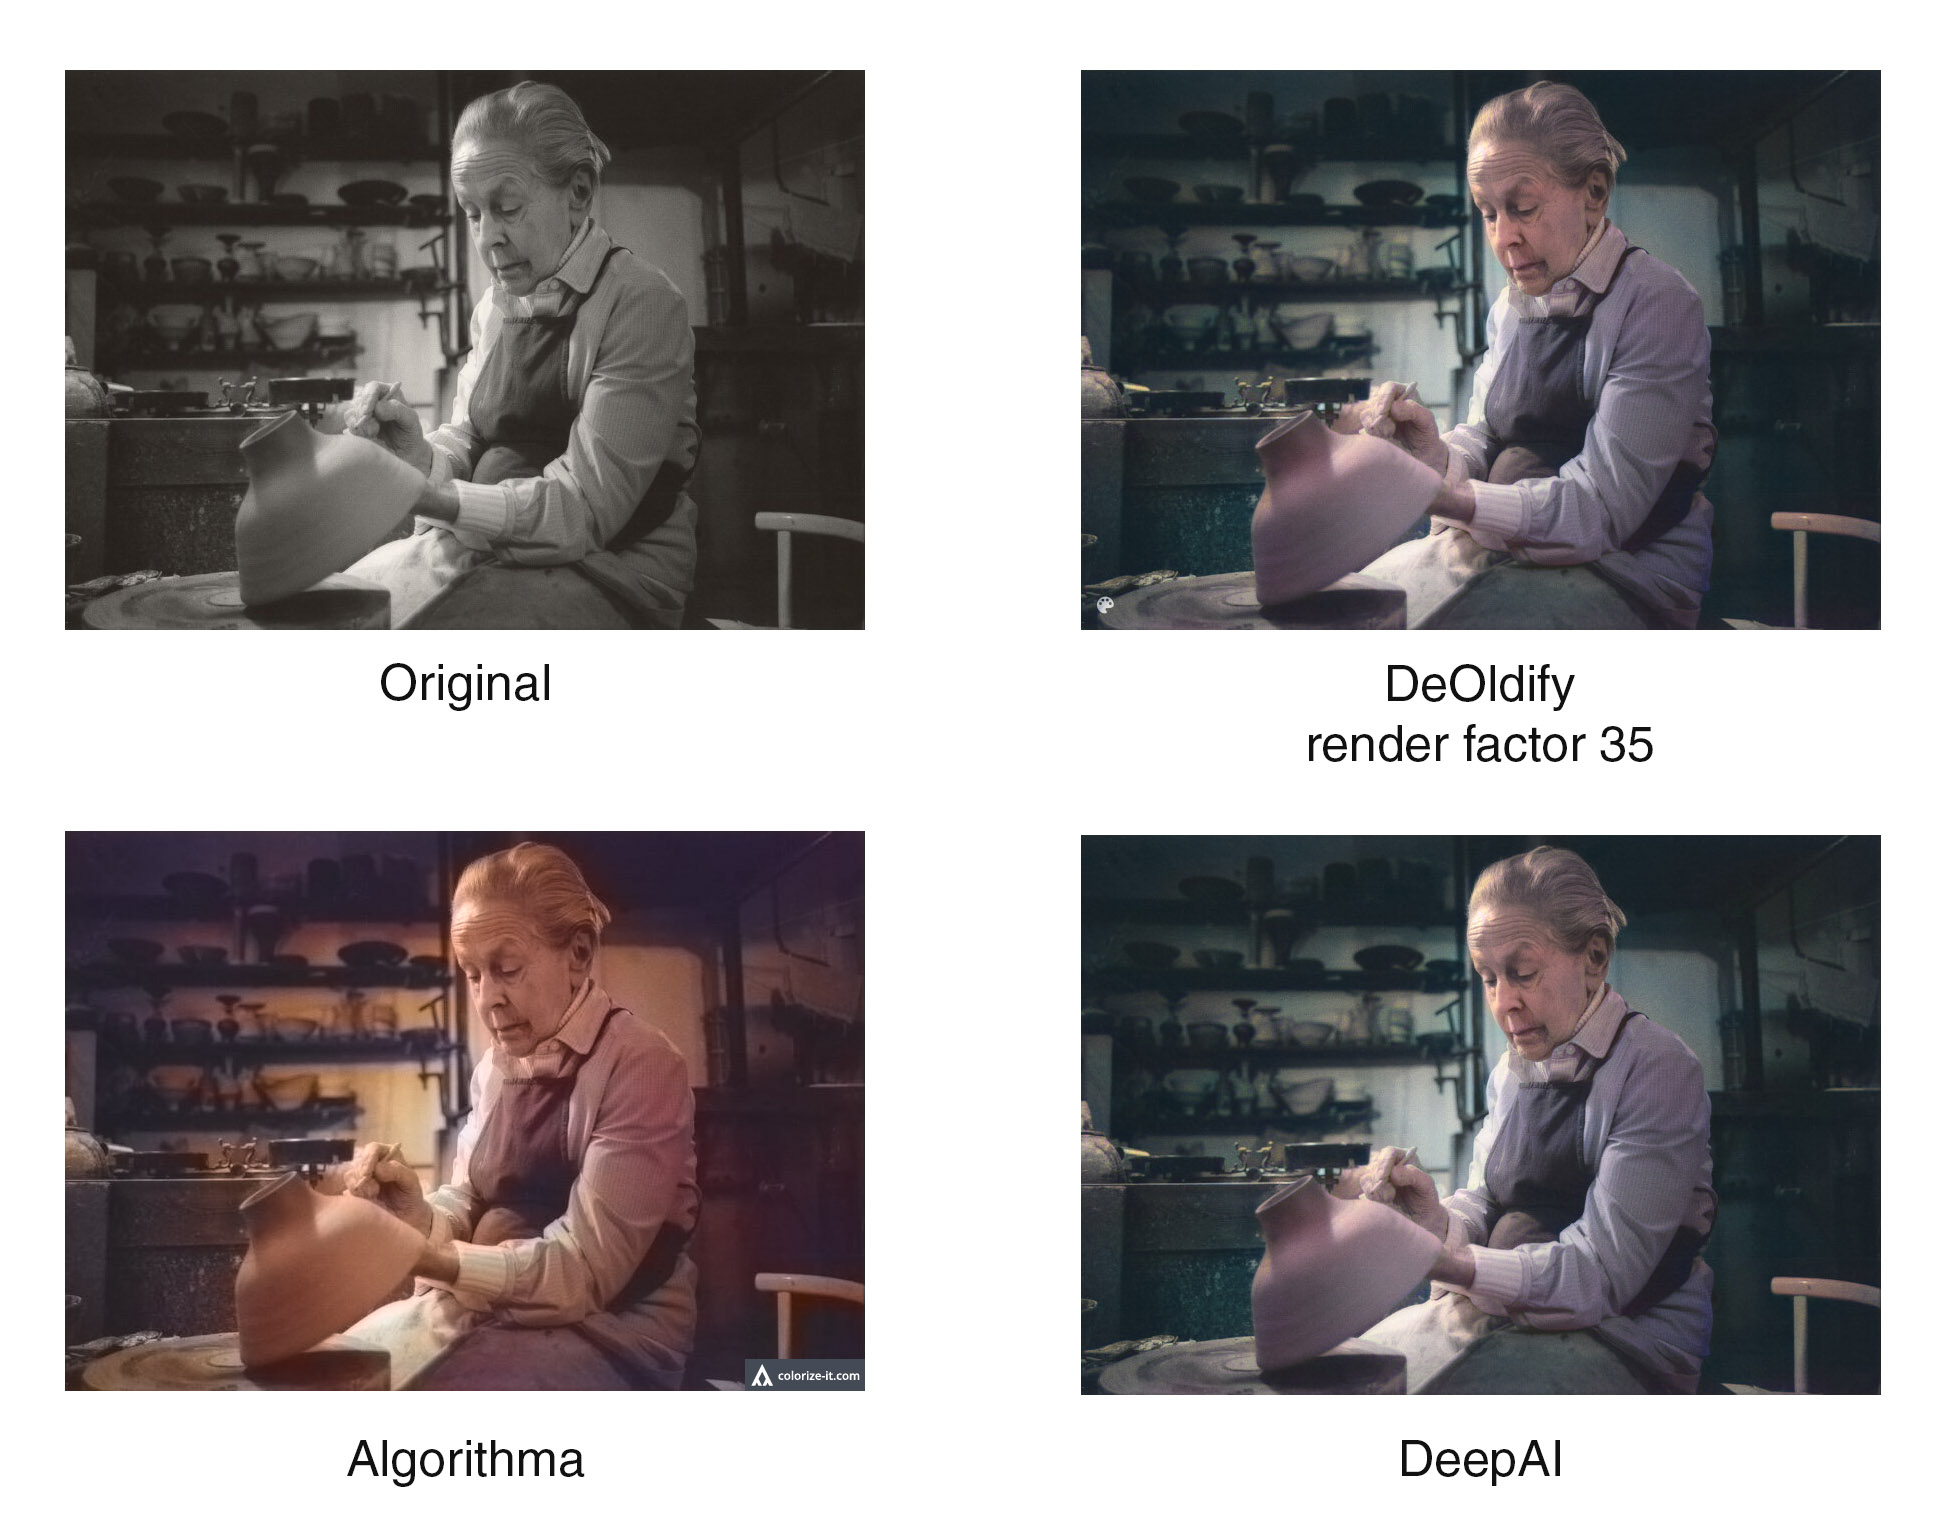 Original
DeOldify
render factor 35
colorize-it.com
Algorithma
DeepAI